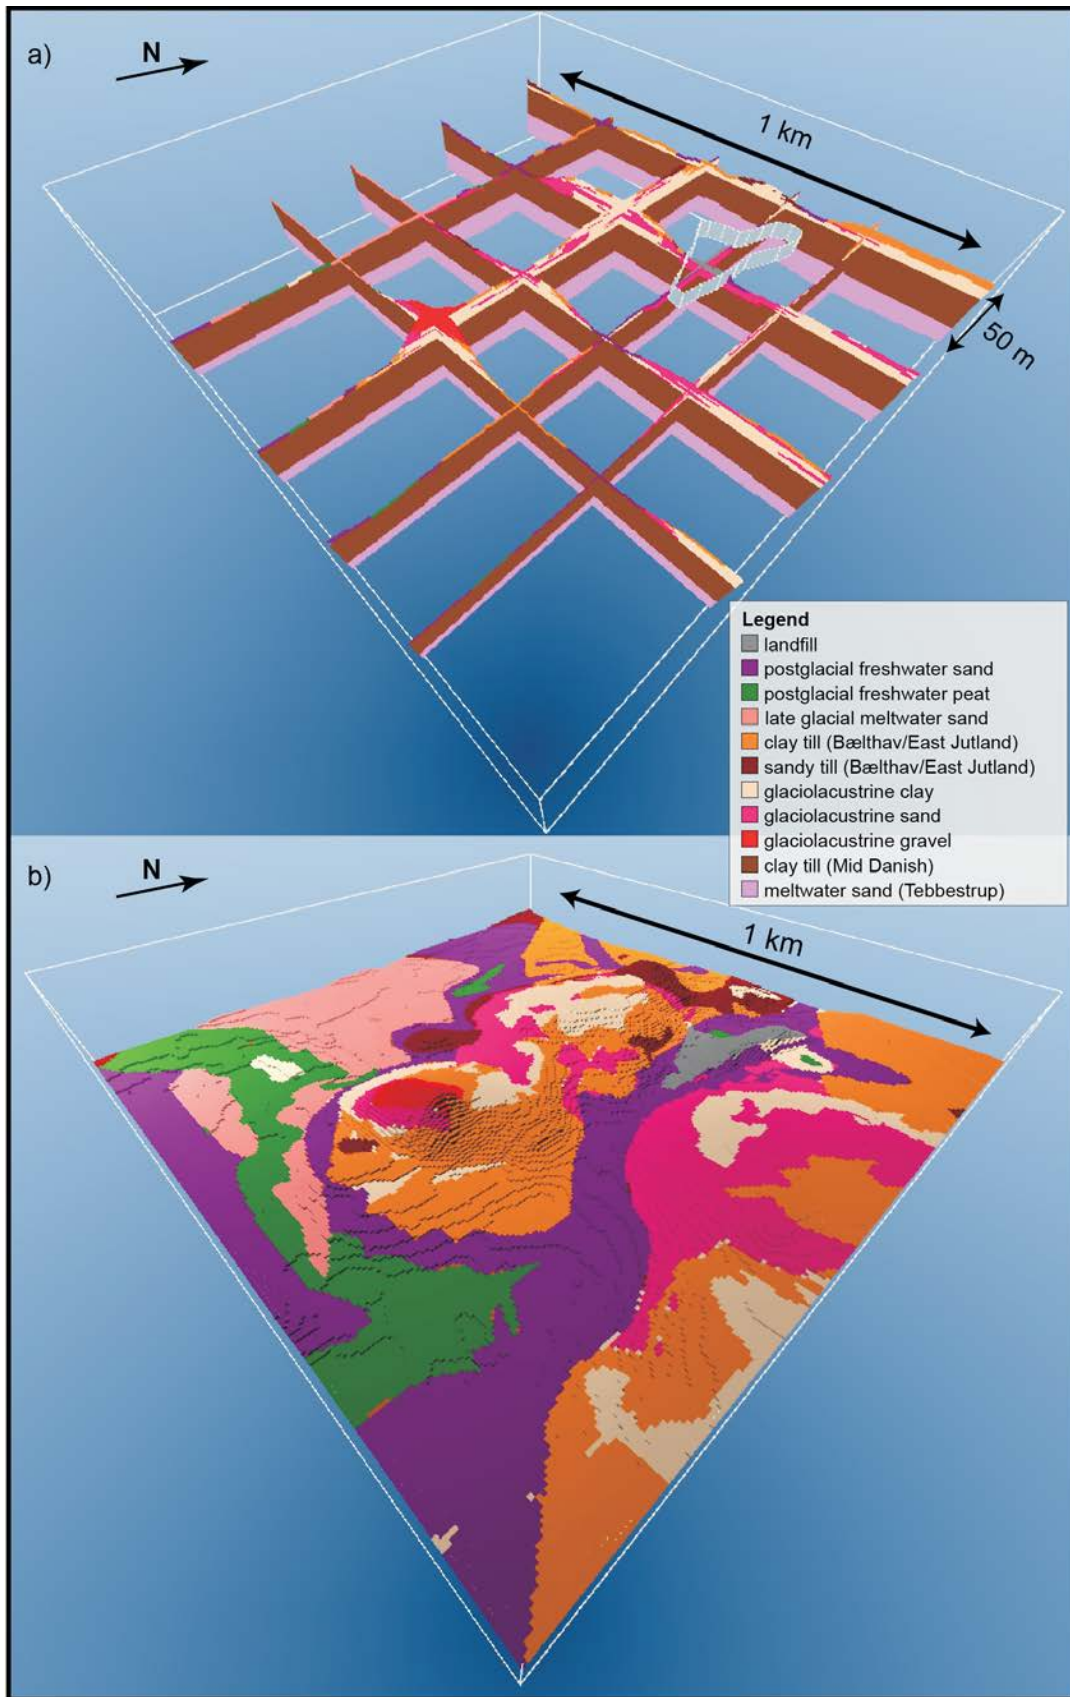 a)
N
1 km
50 m
Legend
landfill
postglacial freshwater sand
postglacial freshwater peat
late glacial meltwater sand
clay till (Bælthav/East Jutland)
sandy till (Bælthav/East Jutland)
glaciolacustrine clay
glaciolacustrine sand
glaciolacustrine gravel
clay till (Mid Danish)
meltwater sand (Tebbestrup)
b)
N
1 km